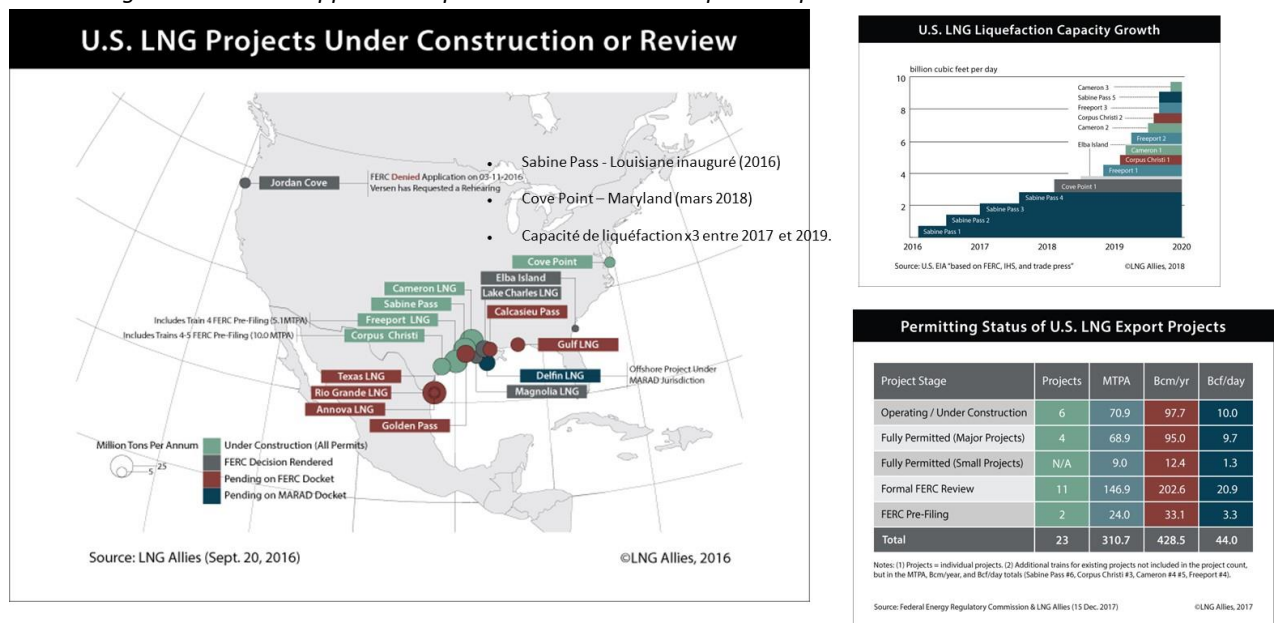 U.S. LNG Projects Under Construction or Review
Jordan Cove
FERC Denied Application on 03-11-2016
Versen has Requested a Rehearing
• Sabine Pass - Louisiane inauguré (2016)
• Cove Point – Maryland (mars 2018)
• Capacité de liquéfaction x3 entre 2017 et 2019.
Cove Point
Elba Island
Cameron LNG
Lake Charles LNG
Sabine Pass
Calcasieu Pass
Includes Train 4 FERC Pre-Filing (5.1MTPA)
Freeport LNG
Includes Trains 4-5 FERC Pre-Filing (10.0 MTPA)
Corpus Christi
Gulf LNG
Texas LNG
Delfin LNG
Offshore Project Under
MARAD Jurisdiction
Rio Grande LNG
Magnolia LNG
Annova LNG
Golden Pass
Million Tons Per Annum
25
5
Under Construction (All Permits)
FERC Decision Rendered
Pending on FERC Docket
Pending on MARAD Docket
Source: LNG Allies (Sept. 20, 2016)
©LNG Allies, 2016
U.S. LNG Liquefaction Capacity Growth
billion cubic feet per day
10
8
6
4
2
Cameron 3
Sabine Pass 5
Freeport 3
Corpus Christi 2
Cameron 2
Freeport 2
Elba Island
Cameron 1
Corpus Christi 1
Freeport 1
Cove Point 1
Sabine Pass 4
Sabine Pass 3
Sabine Pass 2
Sabine Pass 1
2016 2017 2018 2019 2020
Source: U.S. EIA "based on FERC, IHS, and trade press"
©LNG Allies, 2018
Permitting Status of U.S. LNG Export Projects
Project Stage Projects MTPA Bcm/yr Bcf/day
Operating / Under Construction 6 70.9 97.7 10.0
Fully Permitted (Major Projects) 4 68.9 95.0 9.7
Fully Permitted (Small Projects) N/A 9.0 12.4 1.3
Formal FERC Review 11 146.9 202.6 20.9
FERC Pre-Filing 2 24.0 33.1 3.3
Total 23 310.7 428.5 44.0
Notes: (1) Projects = individual projects. (2) Additional trains for existing projects not included in the project count,
but in the MTPA, Bcm/year, and Bcf/day totals (Sabine Pass #6, Corpus Christi #3, Cameron #4 #5, Freeport #4).
Source: Federal Energy Regulatory Commission & LNG Allies (15 Dec. 2017)
©LNG Allies, 2017